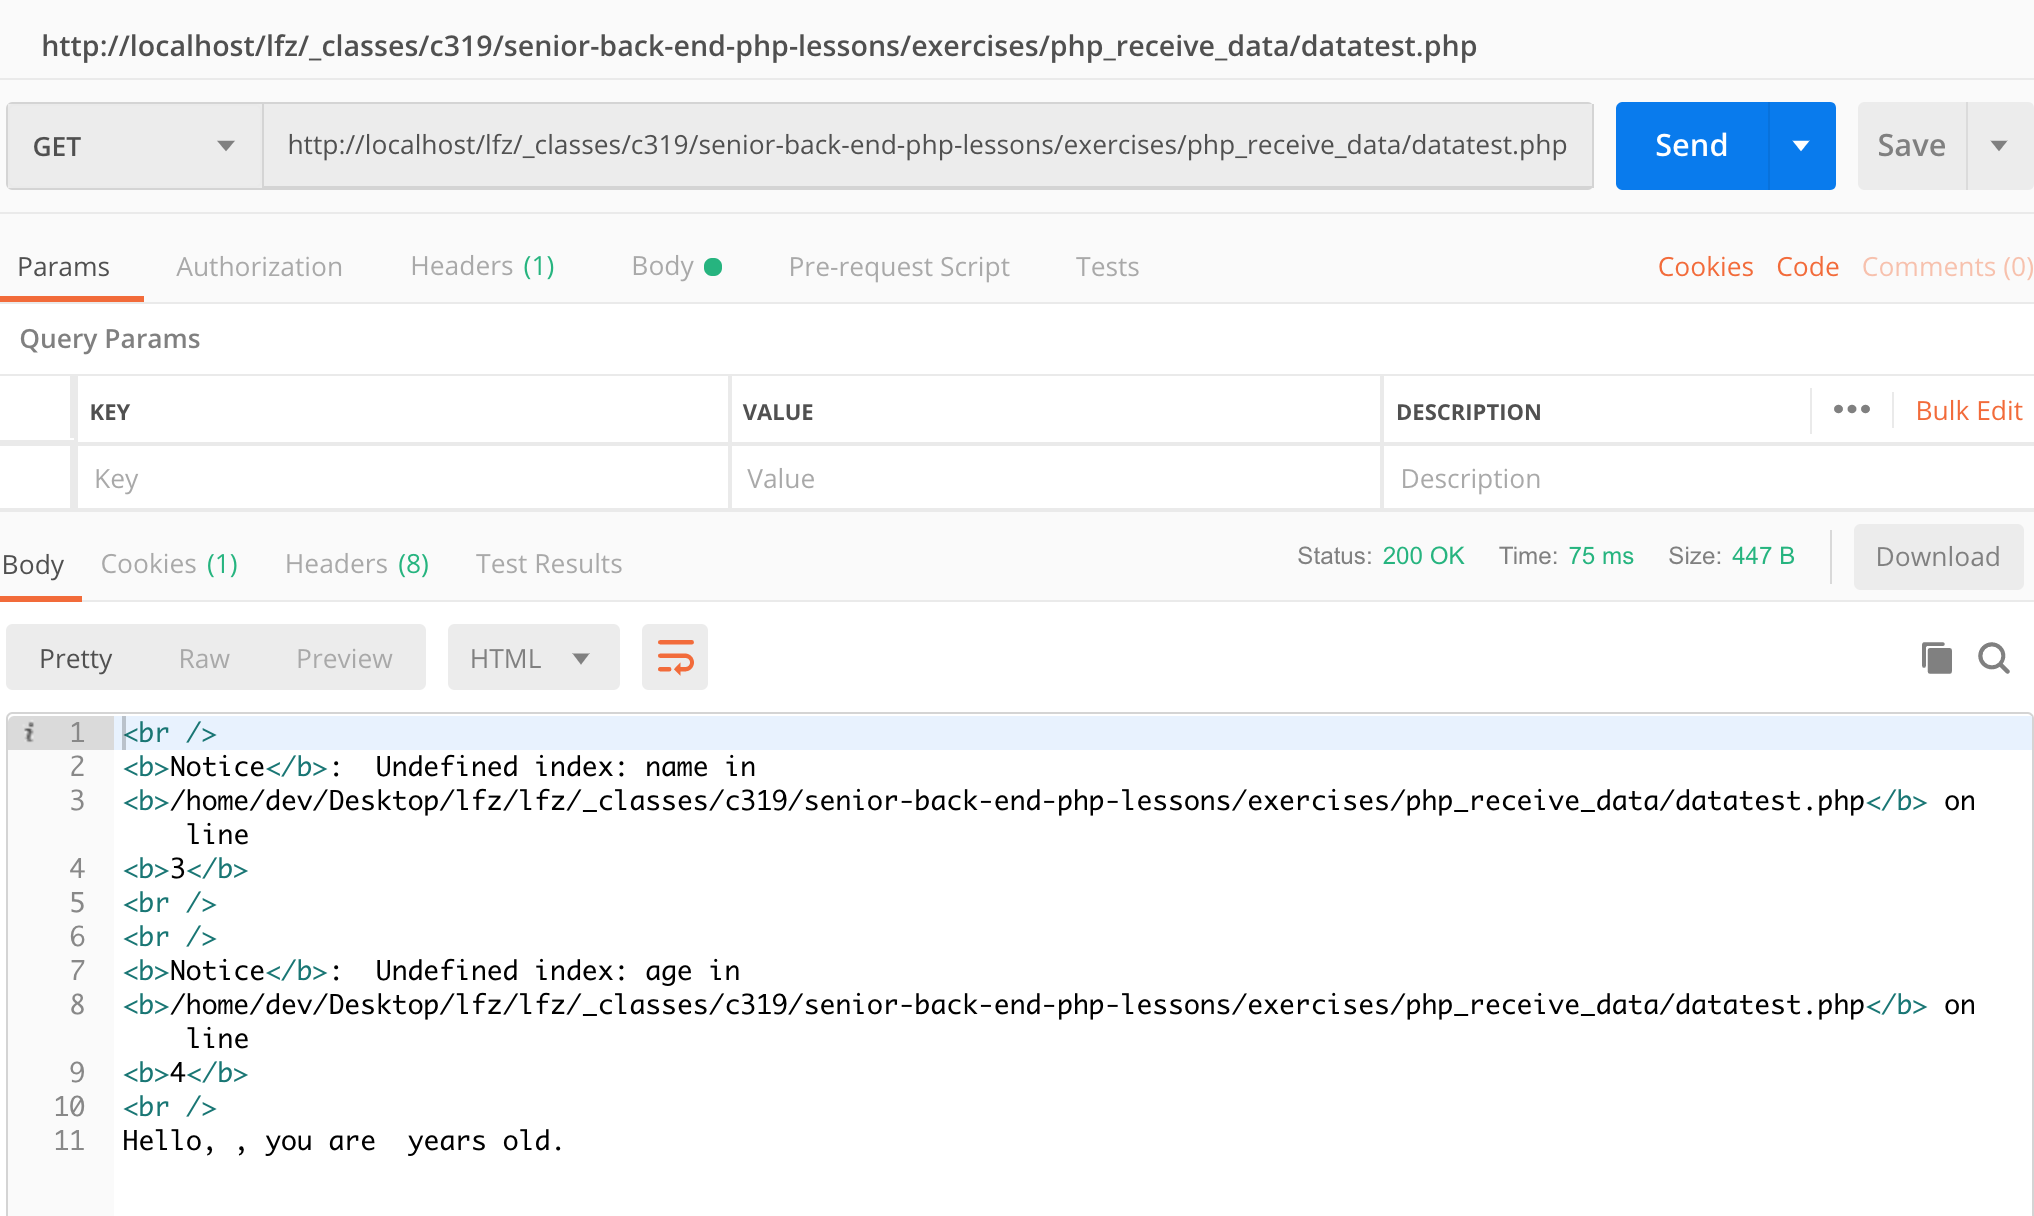 http://localhost/lfz/_classes/c319/senior-back-end-php-lessons/exercises/php_receive_data/datatest.php
GET http://localhost/lfz/_classes/c319/senior-back-end-php-lessons/exercises/php_receive_data/datatest.php Send Save
Params Authorization Headers (1) Body Pre-request Script Tests Cookies Code Comments (0)
Query Params
KEY VALUE DESCRIPTION ••• Bulk Edit
Key Value Description
Body Cookies (1) Headers (8) Test Results Status: 200 OK Time: 75 ms Size: 447 B Download
Pretty Raw Preview HTML
i 1 <br />
2 <b>Notice</b>:  Undefined index: name in
3 <b>/home/dev/Desktop/lfz/lfz/_classes/c319/senior-back-end-php-lessons/exercises/php_receive_data/datatest.php</b> on
line
4 <b>3</b>
5 <br />
6 <br />
7 <b>Notice</b>:  Undefined index: age in
8 <b>/home/dev/Desktop/lfz/lfz/_classes/c319/senior-back-end-php-lessons/exercises/php_receive_data/datatest.php</b> on
line
9 <b>4</b>
10 <br />
11 Hello, , you are  years old.